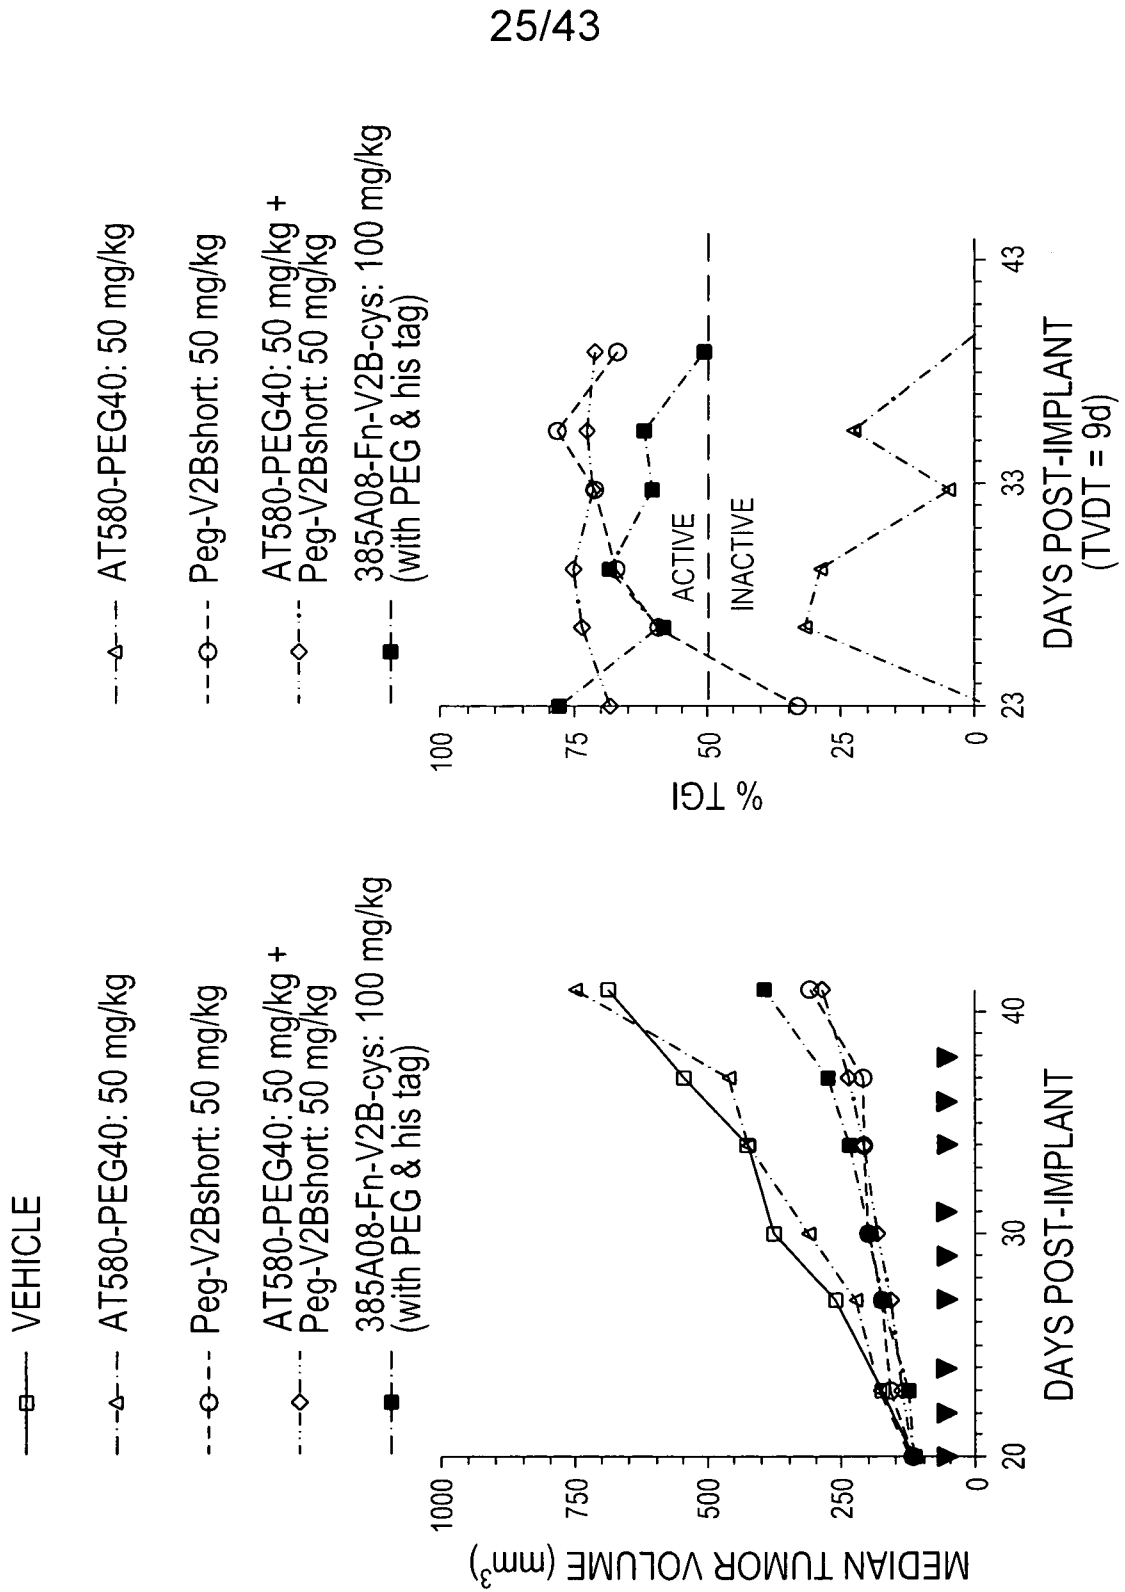 25/43
VEHICLE
AT580-PEG40: 50 mg/kg
Peg-V2Bshort: 50 mg/kg
AT580-PEG40: 50 mg/kg +
Peg-V2Bshort: 50 mg/kg
385A08-Fn-V2B-cys: 100 mg/kg
(with PEG & his tag)
1000
750
500
250
0
MEDIAN TUMOR VOLUME (mm³)
20
30
40
DAYS POST-IMPLANT
AT580-PEG40: 50 mg/kg
Peg-V2Bshort: 50 mg/kg
AT580-PEG40: 50 mg/kg +
Peg-V2Bshort: 50 mg/kg
385A08-Fn-V2B-cys: 100 mg/kg
(with PEG & his tag)
100
75
50
25
0
% TGI
ACTIVE
INACTIVE
23
33
43
DAYS POST-IMPLANT
(TVDT = 9d)